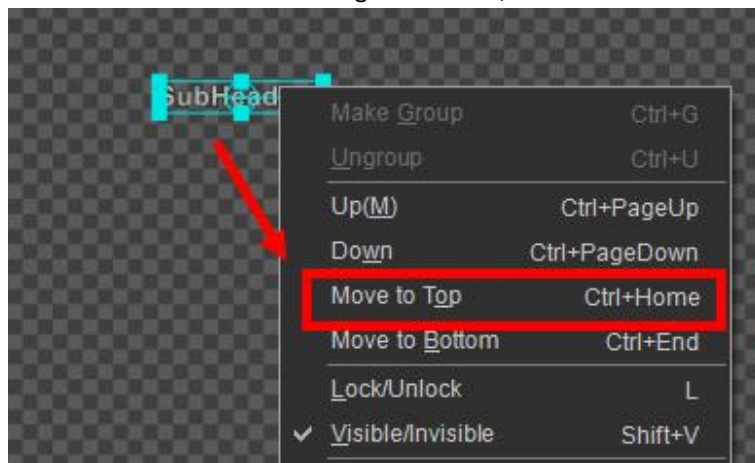 SubHead
Make Group Ctrl+G
Ungroup Ctrl+U
Up(M) Ctrl+PageUp
Down Ctrl+PageDown
Move to Top Ctrl+Home
Move to Bottom Ctrl+End
Lock/Unlock L
Visible/Invisible Shift+V